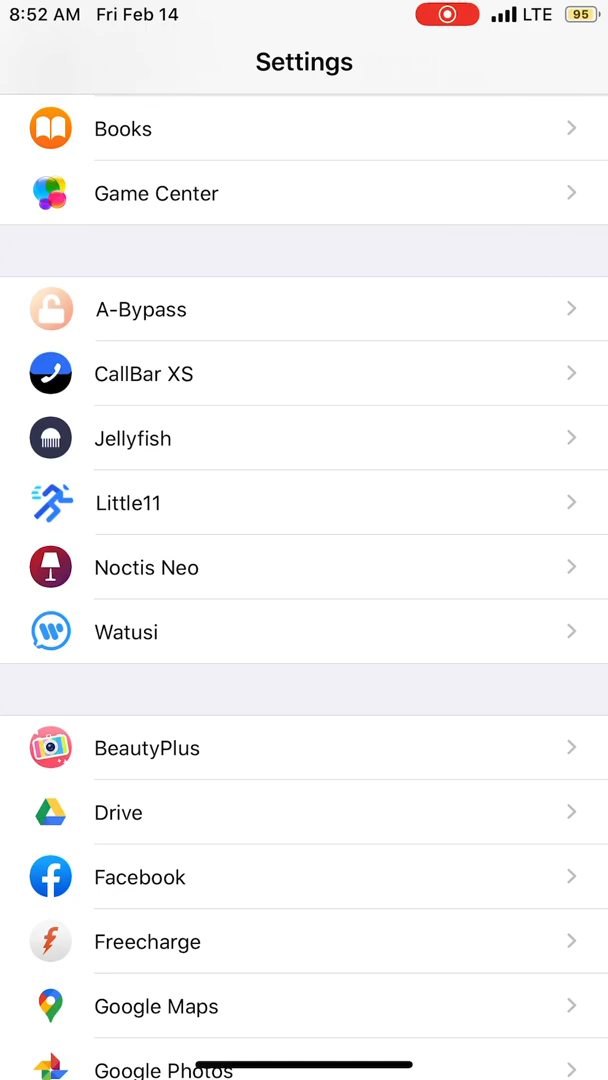 8:52 AM Fri Feb 14 LTE 95
Settings
Books
Game Center
A-Bypass
CallBar XS
Jellyfish
Little11
Noctis Neo
Watusi
BeautyPlus
Drive
Facebook
Freecharge
Google Maps
Google Photos